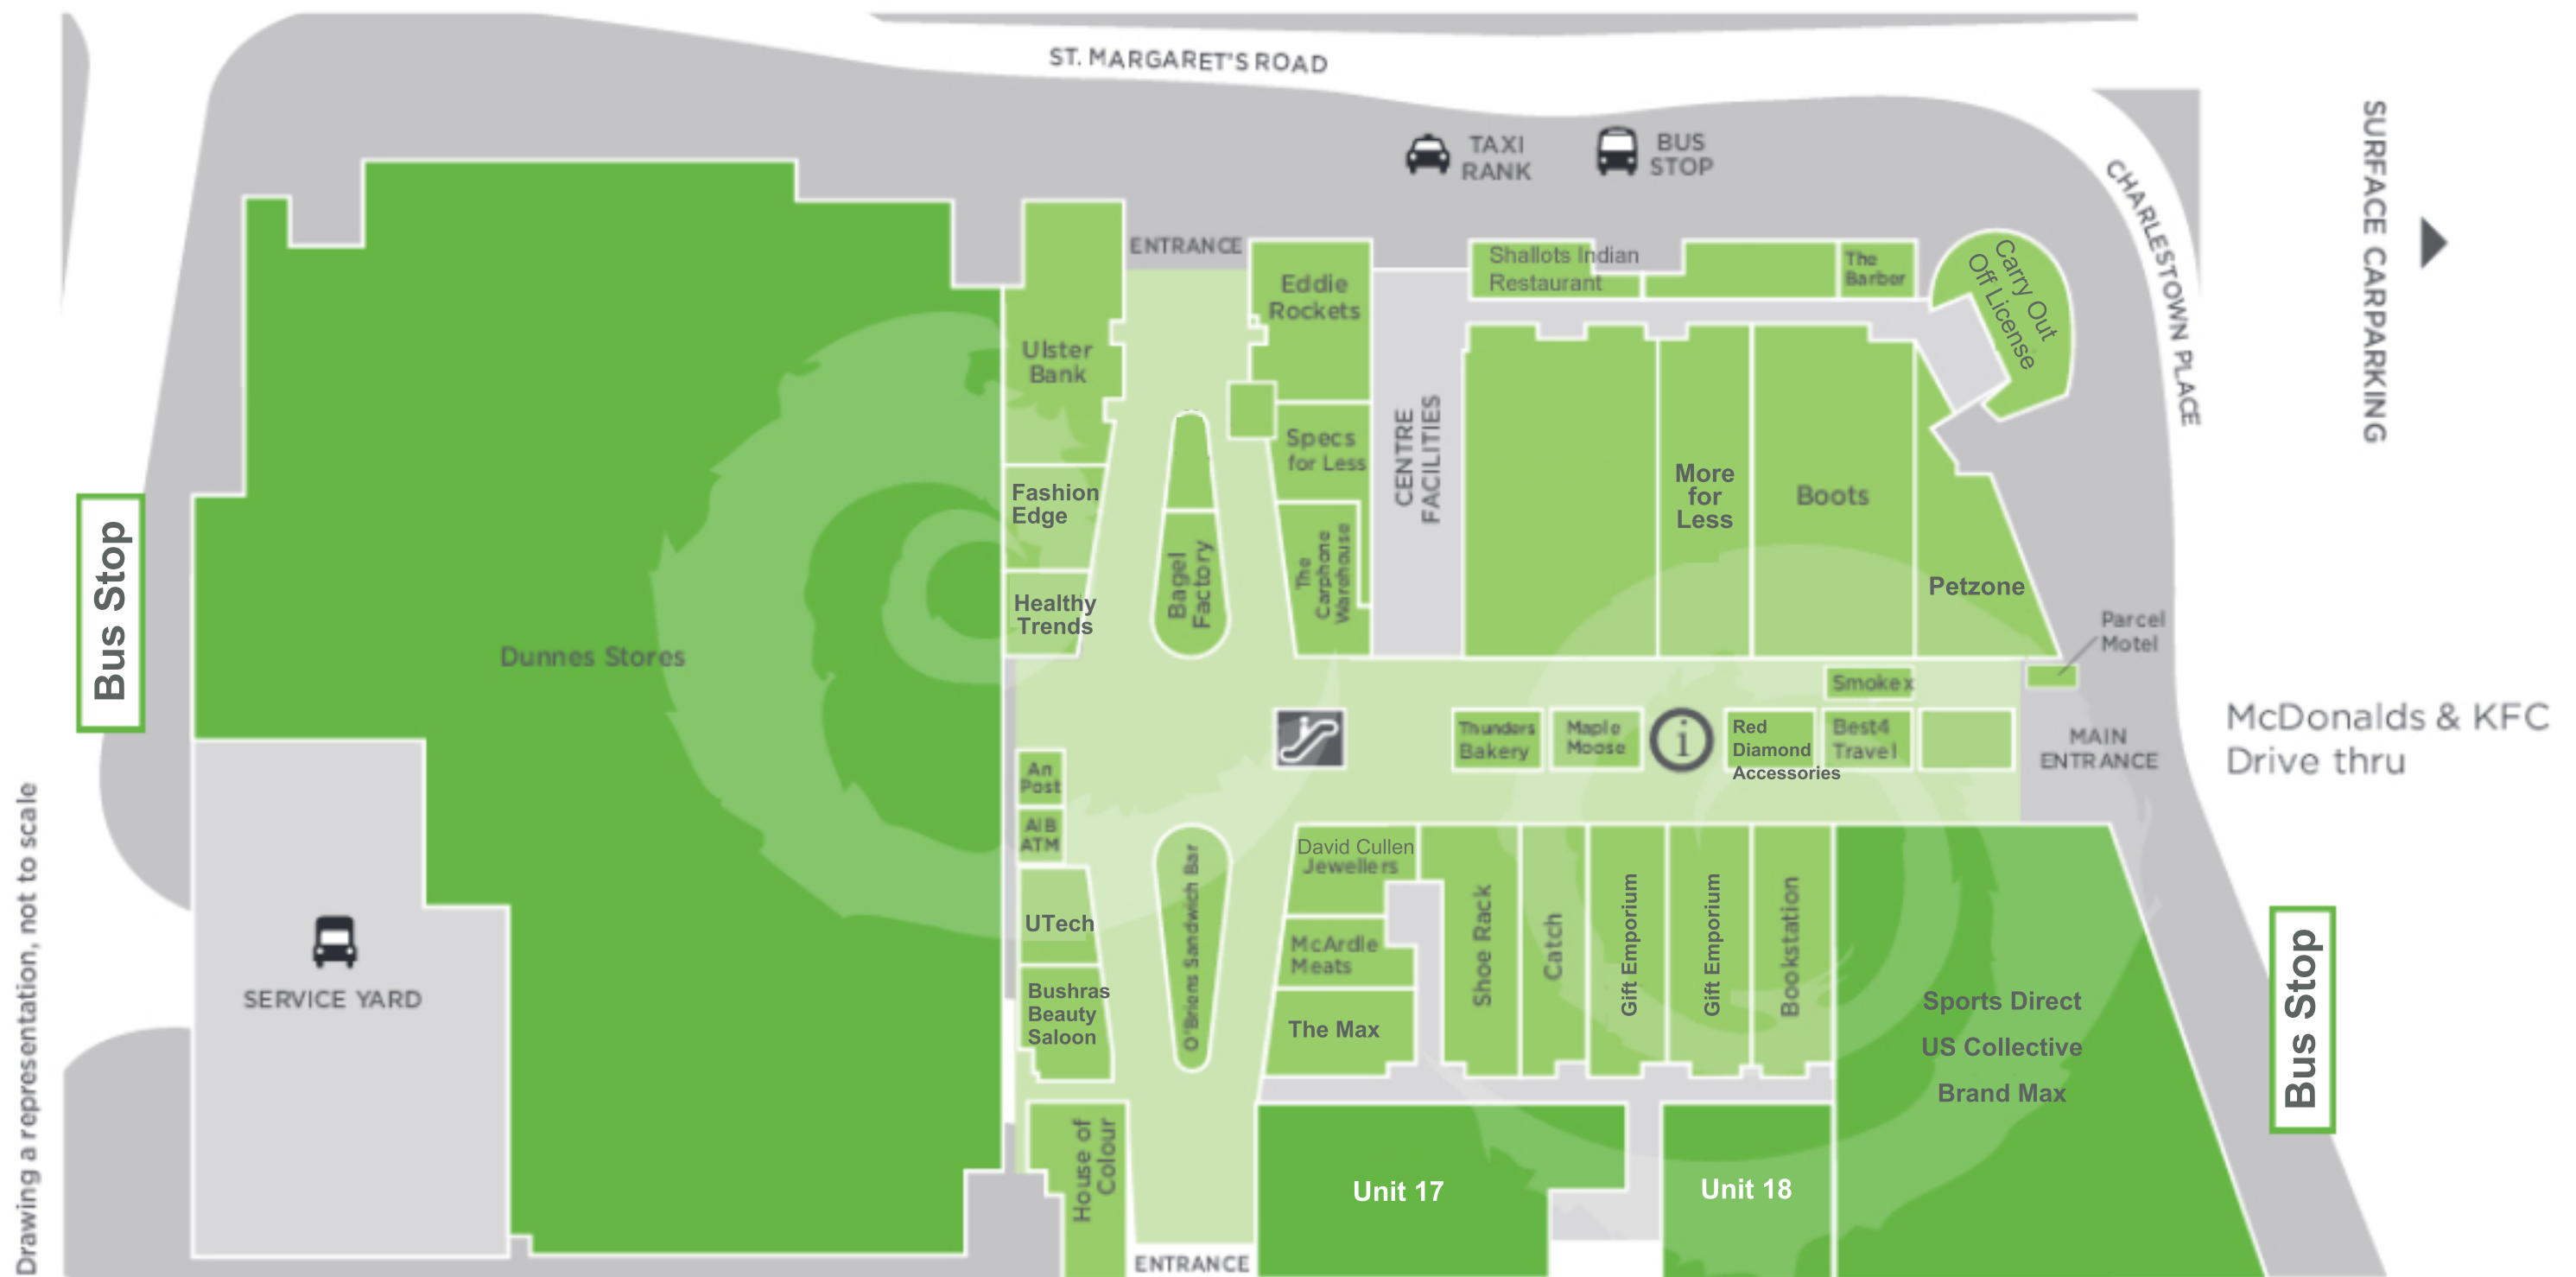 ST. MARGARET'S ROAD
TAXI
RANK
BUS
STOP
CHARLESTOWN PLACE
SURFACE CARPARKING
ENTRANCE
Ulster
Bank
Eddie
Rockets
Shallots Indian
Restaurant
The
Barber
Carry Out
Off License
Specs
for Less
CENTRE
FACILITIES
More
for
Less
Boots
Petzone
Fashion
Edge
Healthy
Trends
Bagel
Factory
The
Carphone
Warehouse
Bus Stop
Dunnes Stores
Parcel
Motel
Smokex
Thunders
Bakery
Maple
Moose
i
Red
Diamond
Accessories
Best4
Travel
MAIN
ENTRANCE
McDonalds & KFC
Drive thru
An
Post
AIB
ATM
UTech
Bushras
Beauty
Saloon
O'Briens Sandwich Bar
David Cullen
Jewellers
McArdle
Meats
The Max
Shoe Rack
Catch
Gift Emporium
Gift Emporium
Bookstation
Sports Direct
US Collective
Brand Max
Bus Stop
SERVICE YARD
House of
Colour
Unit 17
Unit 18
ENTRANCE
Drawing a representation, not to scale